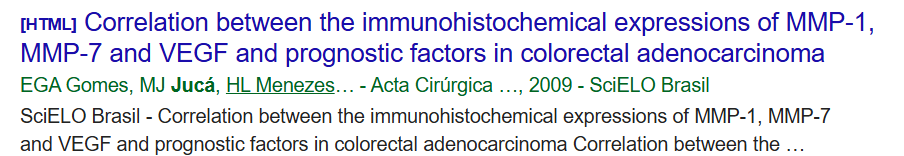 [HTML] Correlation between the immunohistochemical expressions of MMP-1,
MMP-7 and VEGF and prognostic factors in colorectal adenocarcinoma
EGA Gomes, MJ Jucá, HL Menezes… - Acta Cirúrgica …, 2009 - SciELO Brasil
SciELO Brasil - Correlation between the immunohistochemical expressions of MMP-1, MMP-7
and VEGF and prognostic factors in colorectal adenocarcinoma Correlation between the …